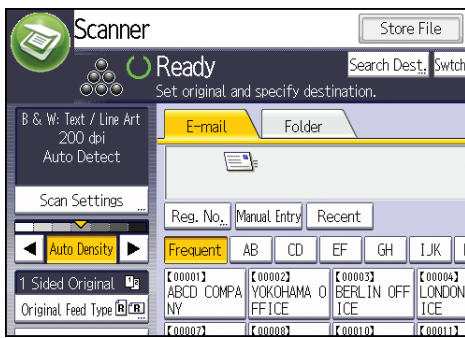 Scanner
Store File
Ready
Search Dest.
Swtch
Set original and specify destination.
B & W: Text / Line Art
200 dpi
Auto Detect
E-mail
Folder
Scan Settings
Reg. No.
Manual Entry
Recent
Auto Density
Frequent
AB
CD
EF
GH
IJK
1 Sided Original
Original Feed Type
【00001】
ABCD COMPA
NY
【00002】
YOKOHAMA O
FFICE
【00003】
BERLIN OFF
ICE
【00004】
LONDON
ICE
【00007】
【00008】
【00010】
【00011】